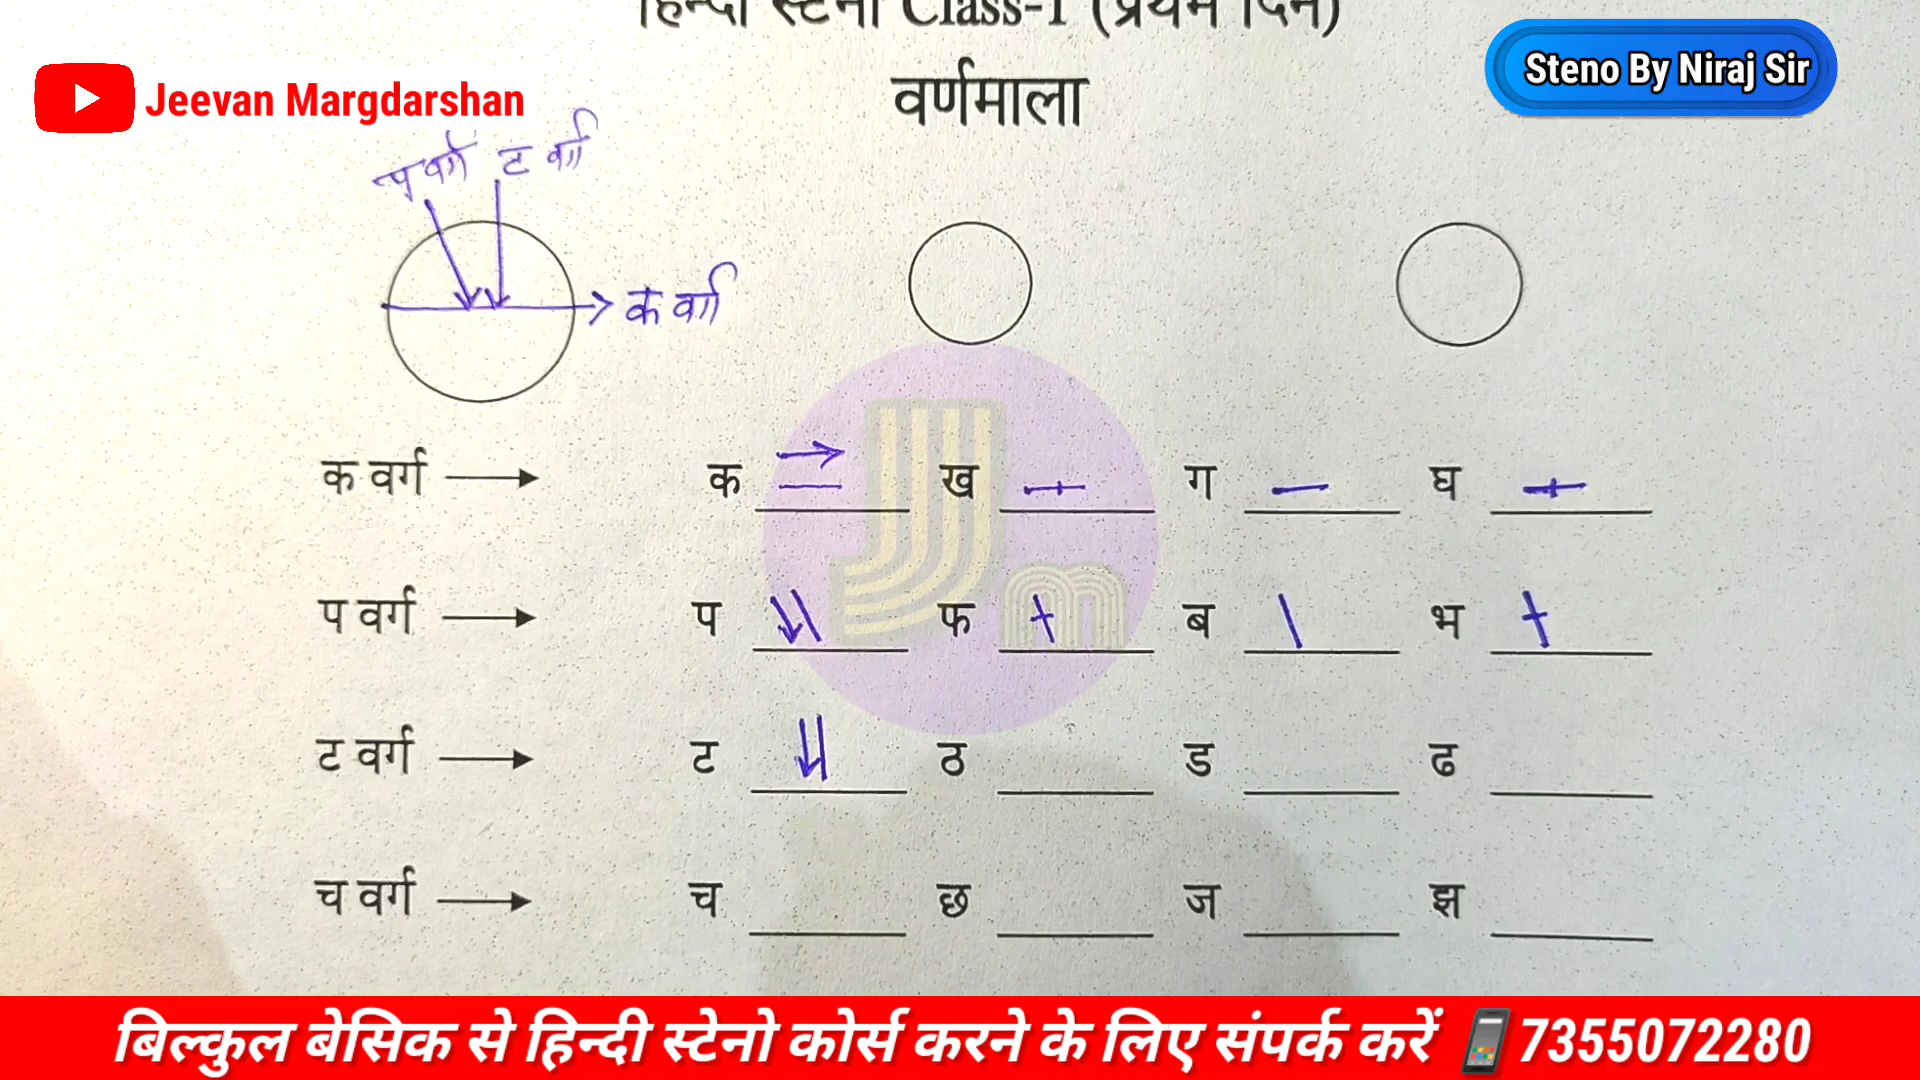 हिन्दी स्टेनो Class-1 (प्रथम दिन)
Steno By Niraj Sir
Jeevan Margdarshan
वर्णमाला
प वर्ग ट वर्ग
क वर्ग
क वर्ग → क ख ग घ
प वर्ग → प फ ब भ
ट वर्ग → ट ठ ड ढ
च वर्ग → च छ ज झ
बिल्कुल बेसिक से हिन्दी स्टेनो कोर्स करने के लिए संपर्क करें 7355072280